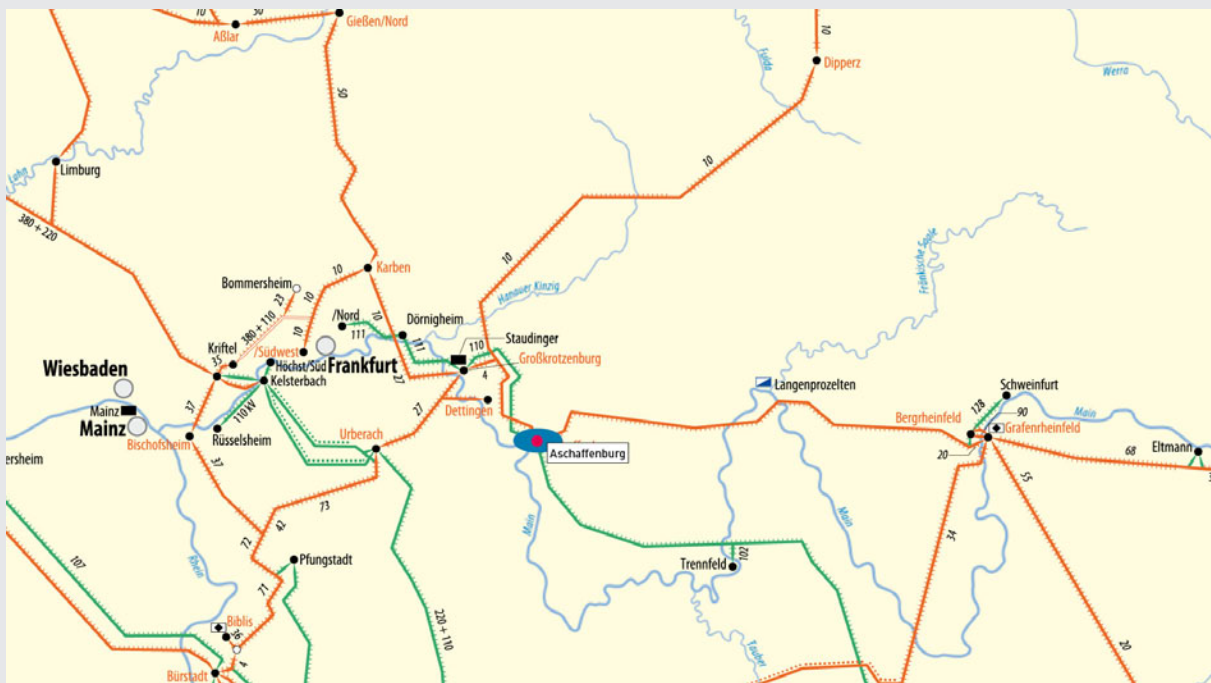 10
50
Aßlar
Gießen/Nord
10
Dipperz
Fulda
Werra
50
Lahn
Limburg
10
380 + 220
Fränkische Saale
10
Karben
Bommersheim
10
Hanauer Kinzig
23
10
/Nord
10
Dörnigheim
380 + 110
111
111
Staudinger
Kriftel
/Südwest
10
110
Großkrotzenburg
35
Höchst/Süd
Frankfurt
Wiesbaden
Kelsterbach
27
4
Langenprozelten
Schweinfurt
Mainz
37
110 kV
27
Dettingen
128
90
Main
Mainz
Bischofsheim
Rüsselsheim
Urberach
Bergrheinfeld
Grafenrheinfeld
ersheim
Aschaffenburg
20
68
Eltmann
37
55
73
42
Main
Main
34
72
Rhein
Pfungstadt
102
Trennfeld
107
71
Biblis
36
220 + 110
Tauber
20
4
Bürstadt